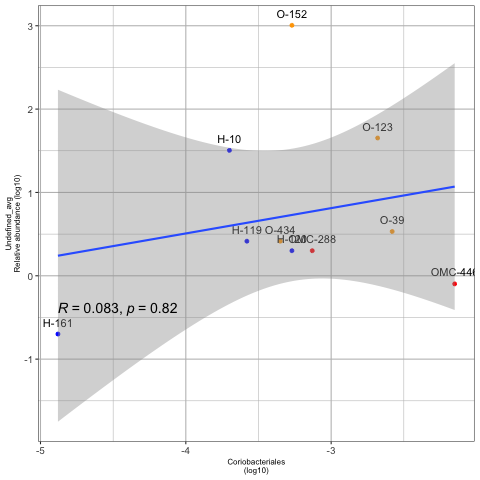 O-152
3
O-123
H-10
2
1
O-39
H-119 O-434
OMC-288
0
R = 0.083, p = 0.82
H-161
-1
-5
-4
-3
Coriobacteriales
(log10)
Undefined_avg
Relative abundance (log10)